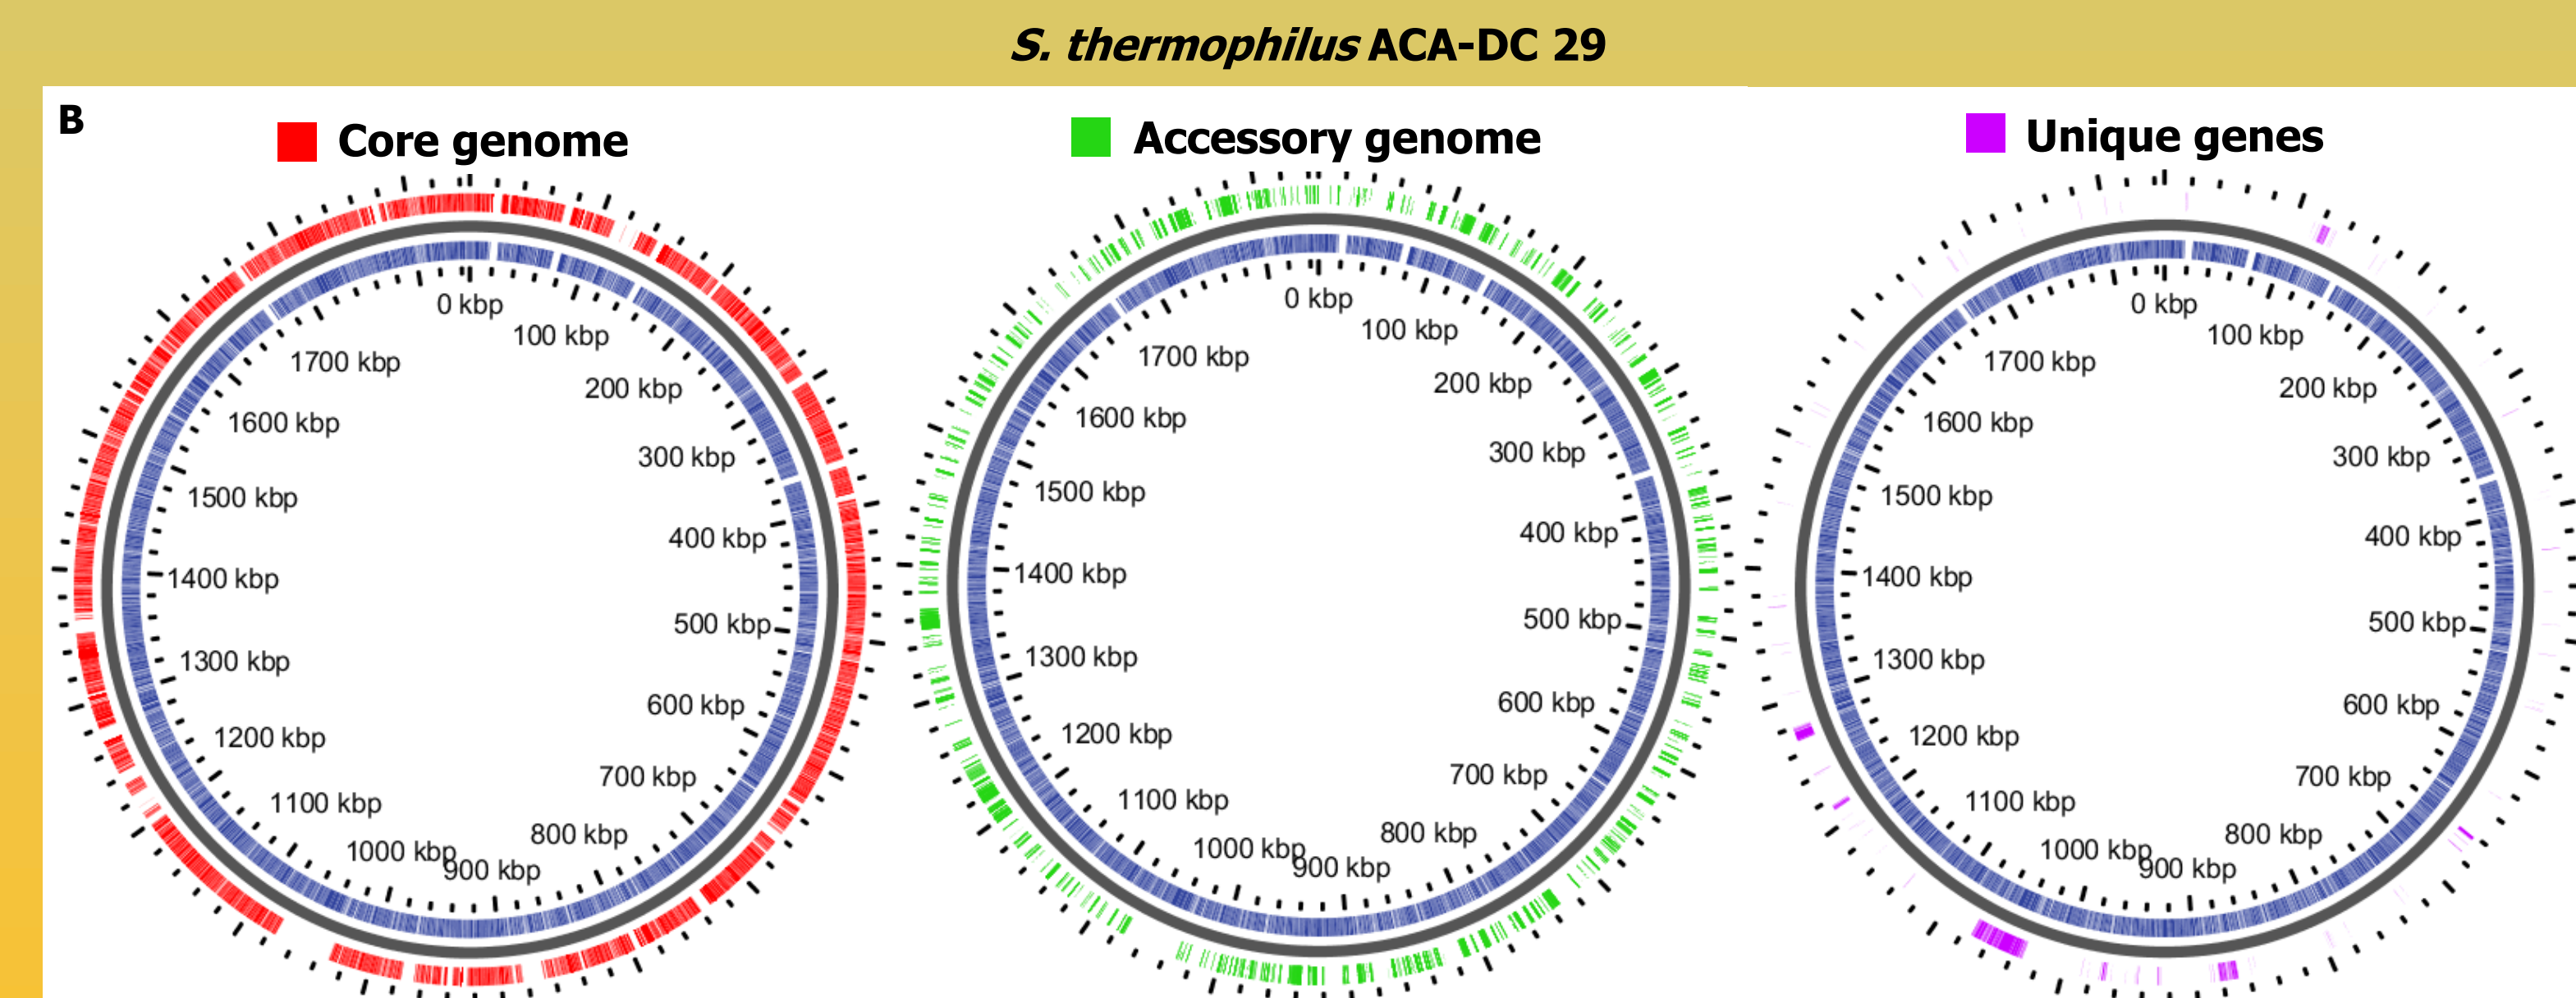 S. thermophilus ACA-DC 29
B
Core genome
Accessory genome
Unique genes
0 kbp
100 kbp
200 kbp
300 kbp
400 kbp
500 kbp
600 kbp
700 kbp
800 kbp
900 kbp
1000 kbp
1100 kbp
1200 kbp
1300 kbp
1400 kbp
1500 kbp
1600 kbp
1700 kbp
0 kbp
100 kbp
200 kbp
300 kbp
400 kbp
500 kbp
600 kbp
700 kbp
800 kbp
900 kbp
1000 kbp
1100 kbp
1200 kbp
1300 kbp
1400 kbp
1500 kbp
1600 kbp
1700 kbp
0 kbp
100 kbp
200 kbp
300 kbp
400 kbp
500 kbp
600 kbp
700 kbp
800 kbp
900 kbp
1000 kbp
1100 kbp
1200 kbp
1300 kbp
1400 kbp
1500 kbp
1600 kbp
1700 kbp